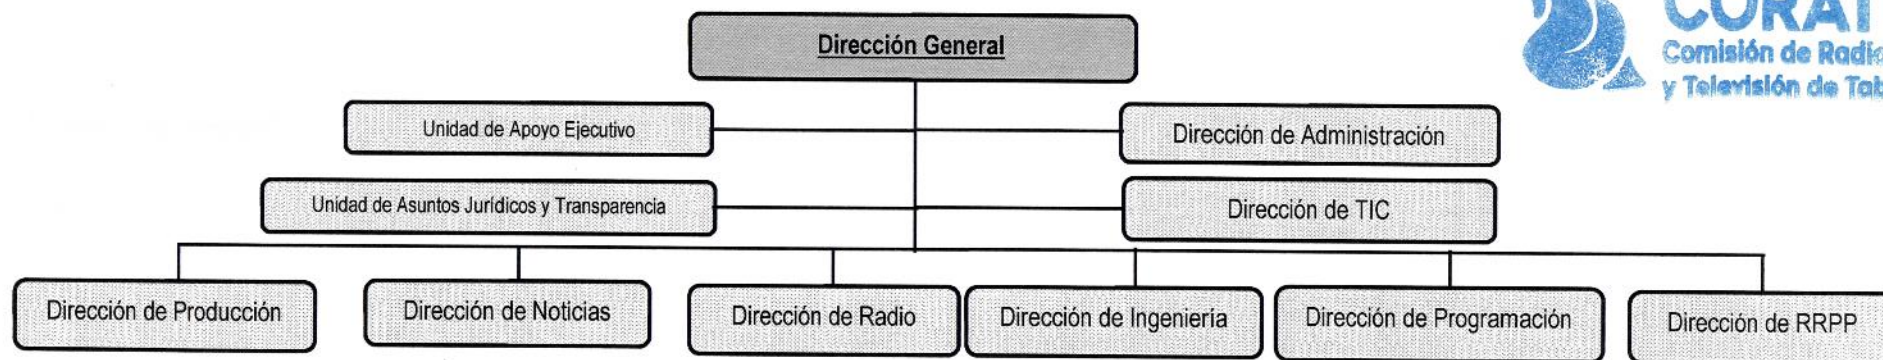 Dirección General
CORAT
Comisión de Radio
y Televisión de Tab
Unidad de Apoyo Ejecutivo
Dirección de Administración
Unidad de Asuntos Jurídicos y Transparencia
Dirección de TIC
Dirección de Producción
Dirección de Noticias
Dirección de Radio
Dirección de Ingeniería
Dirección de Programación
Dirección de RRPP